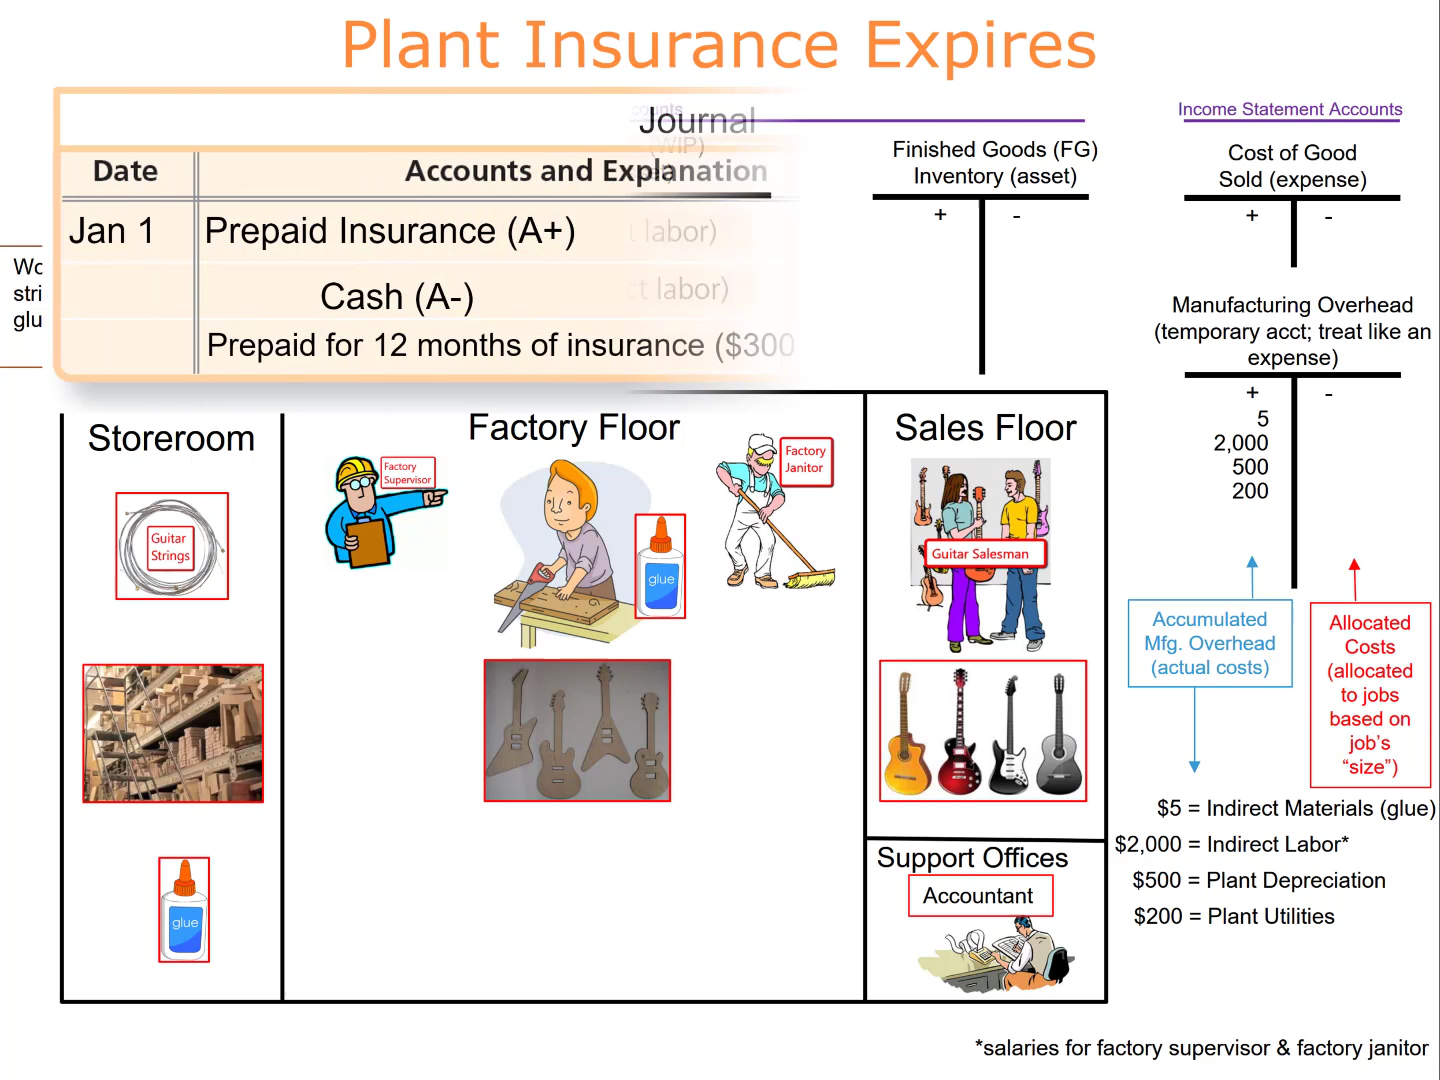 Plant Insurance Expires
Journal
Date Accounts and Explanation
Jan 1 Prepaid Insurance (A+)
Cash (A-)
Prepaid for 12 months of insurance ($300
(WIP)
labor)
labor)
Wo
stri
glu
Finished Goods (FG)
Inventory (asset)
+ -
Income Statement Accounts
Cost of Good
Sold (expense)
+ -
Manufacturing Overhead
(temporary acct; treat like an
expense)
+ -
5
2,000
500
200
Storeroom
Guitar
Strings
glue
Factory Floor
Factory
Supervisor
glue
Factory
Janitor
Sales Floor
Guitar Salesman
Support Offices
Accountant
Accumulated
Mfg. Overhead
(actual costs)
Allocated
Costs
(allocated
to jobs
based on
job's
“size”)
$5 = Indirect Materials (glue)
$2,000 = Indirect Labor*
$500 = Plant Depreciation
$200 = Plant Utilities
*salaries for factory supervisor & factory janitor